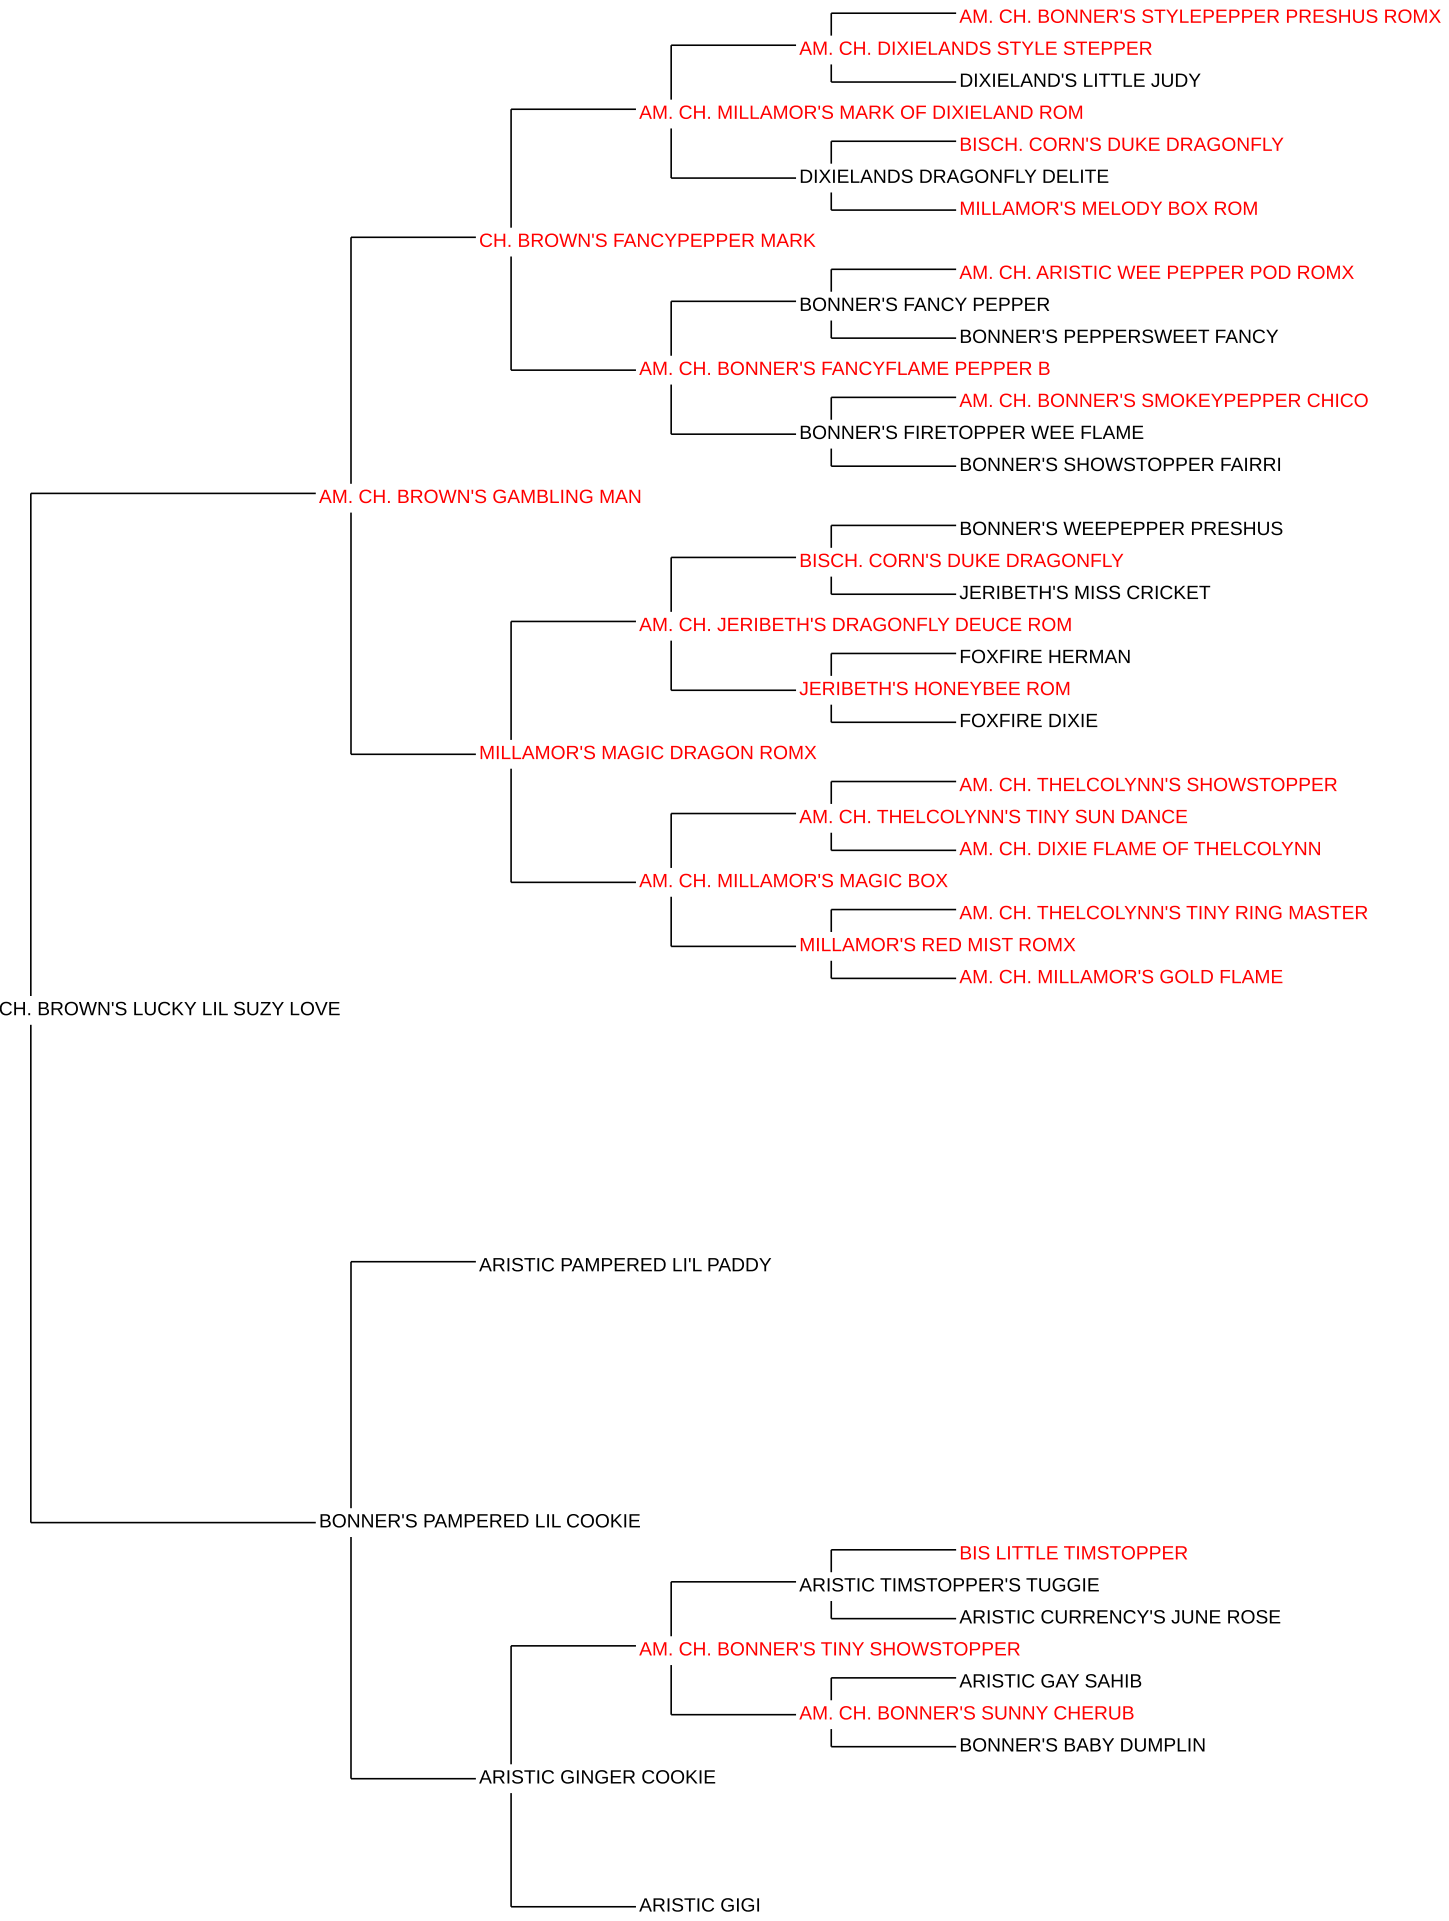 AM. CH. BONNER'S STYLEPEPPER PRESHUS ROMX
AM. CH. DIXIELANDS STYLE STEPPER
DIXIELAND'S LITTLE JUDY
AM. CH. MILLAMOR'S MARK OF DIXIELAND ROM
BISCH. CORN'S DUKE DRAGONFLY
DIXIELANDS DRAGONFLY DELITE
MILLAMOR'S MELODY BOX ROM
CH. BROWN'S FANCYPEPPER MARK
AM. CH. ARISTIC WEE PEPPER POD ROMX
BONNER'S FANCY PEPPER
BONNER'S PEPPERSWEET FANCY
AM. CH. BONNER'S FANCYFLAME PEPPER B
AM. CH. BONNER'S SMOKEYPEPPER CHICO
BONNER'S FIRETOPPER WEE FLAME
BONNER'S SHOWSTOPPER FAIRRI
AM. CH. BROWN'S GAMBLING MAN
BONNER'S WEEPEPPER PRESHUS
BISCH. CORN'S DUKE DRAGONFLY
JERIBETH'S MISS CRICKET
AM. CH. JERIBETH'S DRAGONFLY DEUCE ROM
FOXFIRE HERMAN
JERIBETH'S HONEYBEE ROM
FOXFIRE DIXIE
MILLAMOR'S MAGIC DRAGON ROMX
AM. CH. THELCOLYNN'S SHOWSTOPPER
AM. CH. THELCOLYNN'S TINY SUN DANCE
AM. CH. DIXIE FLAME OF THELCOLYNN
AM. CH. MILLAMOR'S MAGIC BOX
AM. CH. THELCOLYNN'S TINY RING MASTER
MILLAMOR'S RED MIST ROMX
AM. CH. MILLAMOR'S GOLD FLAME
CH. BROWN'S LUCKY LIL SUZY LOVE
ARISTIC PAMPERED LI'L PADDY
BONNER'S PAMPERED LIL COOKIE
BIS LITTLE TIMSTOPPER
ARISTIC TIMSTOPPER'S TUGGIE
ARISTIC CURRENCY'S JUNE ROSE
AM. CH. BONNER'S TINY SHOWSTOPPER
ARISTIC GAY SAHIB
AM. CH. BONNER'S SUNNY CHERUB
BONNER'S BABY DUMPLIN
ARISTIC GINGER COOKIE
ARISTIC GIGI